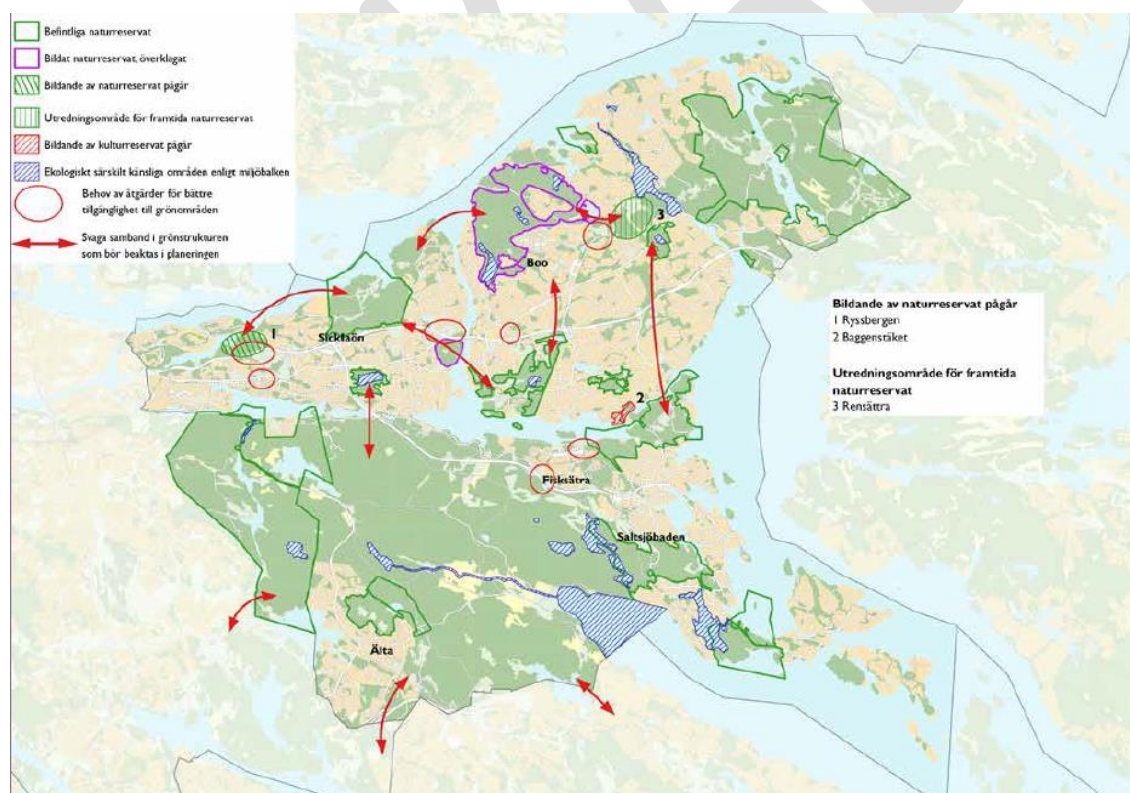 Befintliga naturreservat
Bildat naturreservat, överklagat
Bildande av naturreservat pågår
Utredningsområde för framtida naturreservat
Bildande av kulturreservat pågår
Ekologiskt särskilt känsliga områden enligt miljöbalken
Behov av åtgärder för bättre
tillgänglighet till grönområden
Svaga samband i grönstrukturen
som bör beaktas i planeringen
3
Boo
1
Sicklaön
Bildande av naturreservat pågår
1 Ryssbergen
2 Baggenstäket
Utredningsområde för framtida
naturreservat
3 Rensättra
2
Fisksätra
Saltsjöbaden
Älta